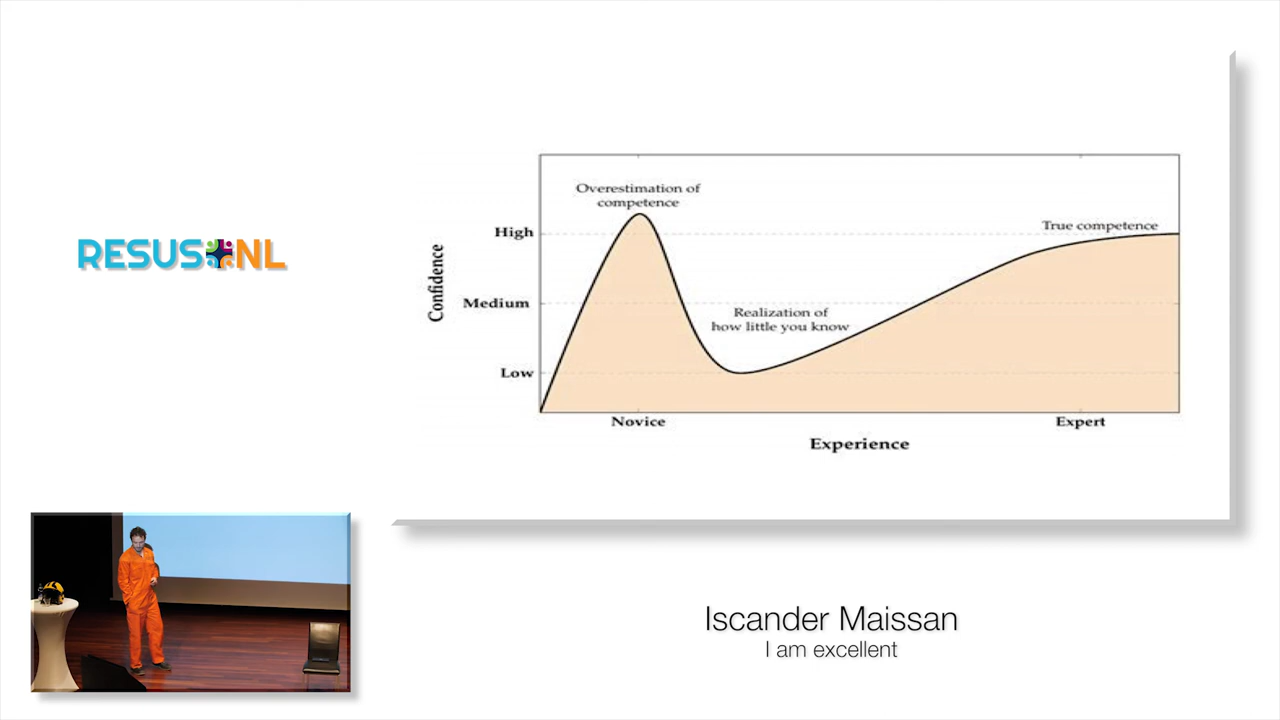 RESUS NL
Overestimation of
competence
True competence
High
Confidence
Medium
Realization of
how little you know
Low
Novice
Expert
Experience
Iscander Maissan
I am excellent